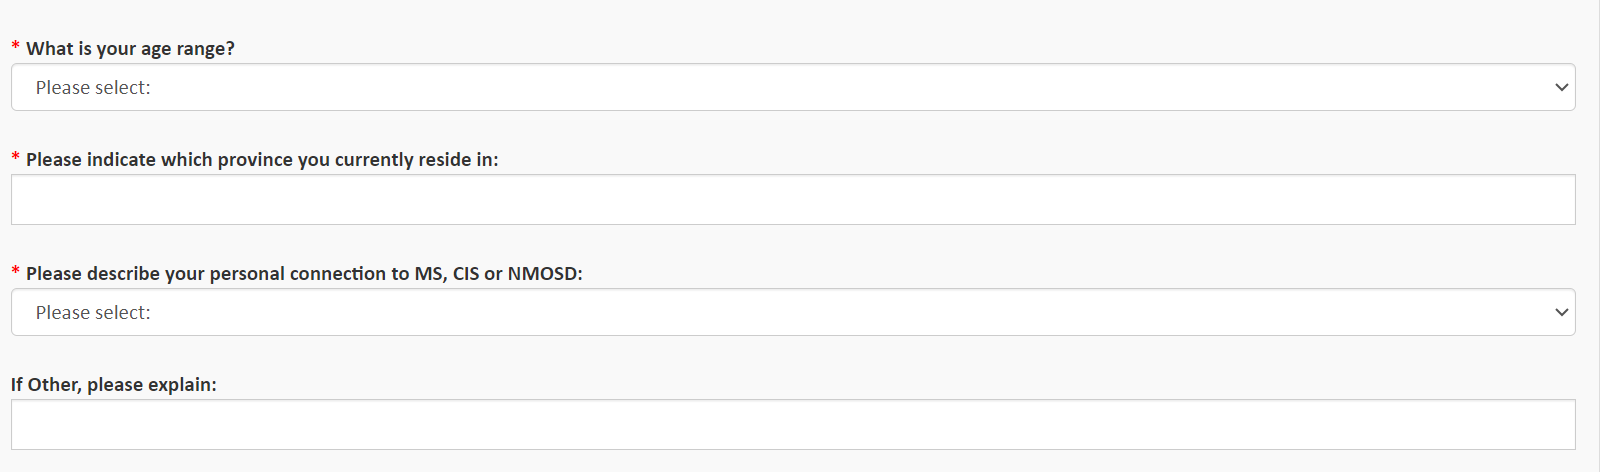 * What is your age range?
Please select:
* Please indicate which province you currently reside in:
* Please describe your personal connection to MS, CIS or NMOSD:
Please select:
If Other, please explain: